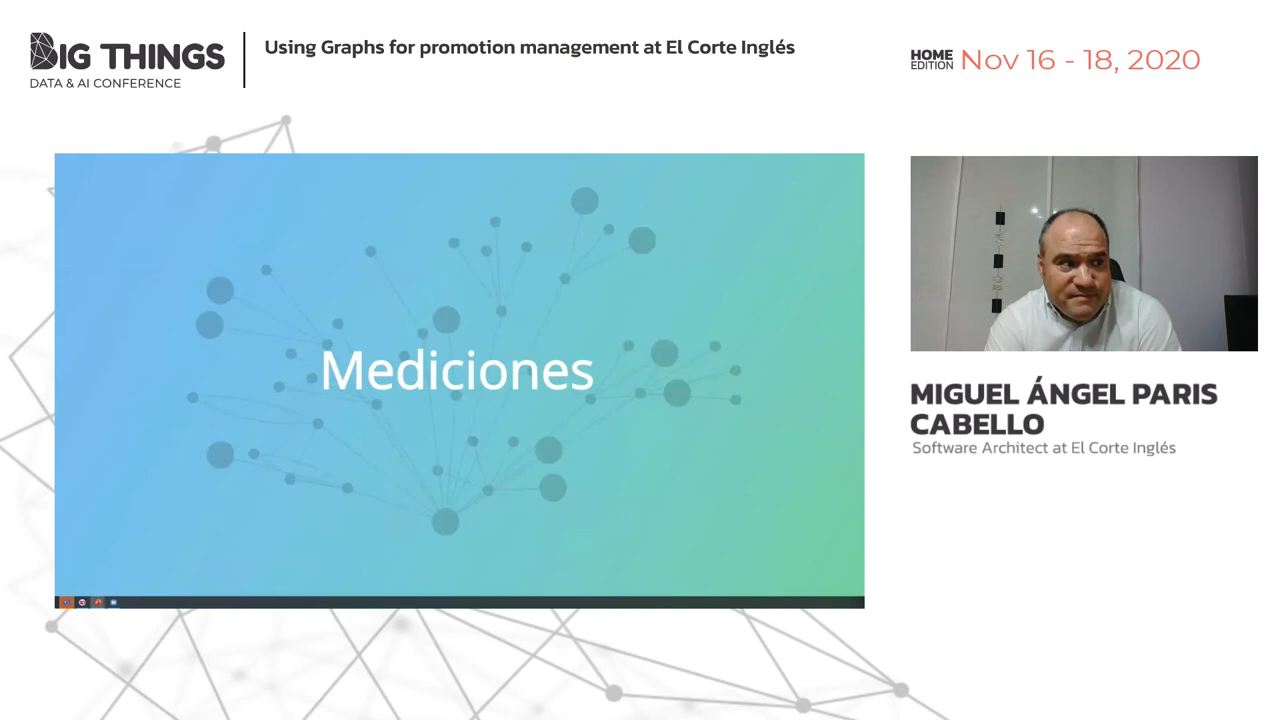 BIG THINGS
DATA & AI CONFERENCE
Using Graphs for promotion management at El Corte Inglés
HOME
EDITION
Nov 16 - 18, 2020
Mediciones
MIGUEL ÁNGEL PARIS
CABELLO
Software Architect at El Corte Inglés